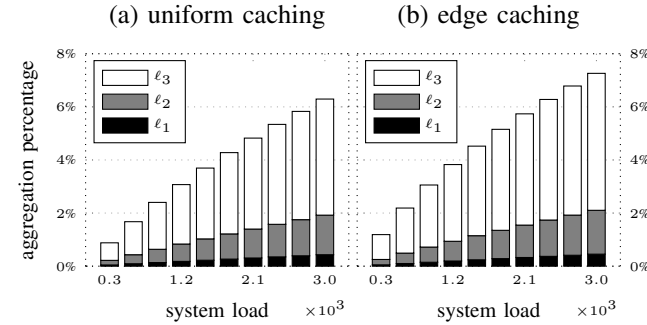 (a) uniform caching
(b) edge caching
aggregation percentage
8%
6%
4%
2%
0%
ℓ3
ℓ2
ℓ1
0.3 1.2 2.1 3.0
system load ×10³
ℓ3
ℓ2
ℓ1
8%
6%
4%
2%
0%
0.3 1.2 2.1 3.0
system load ×10³